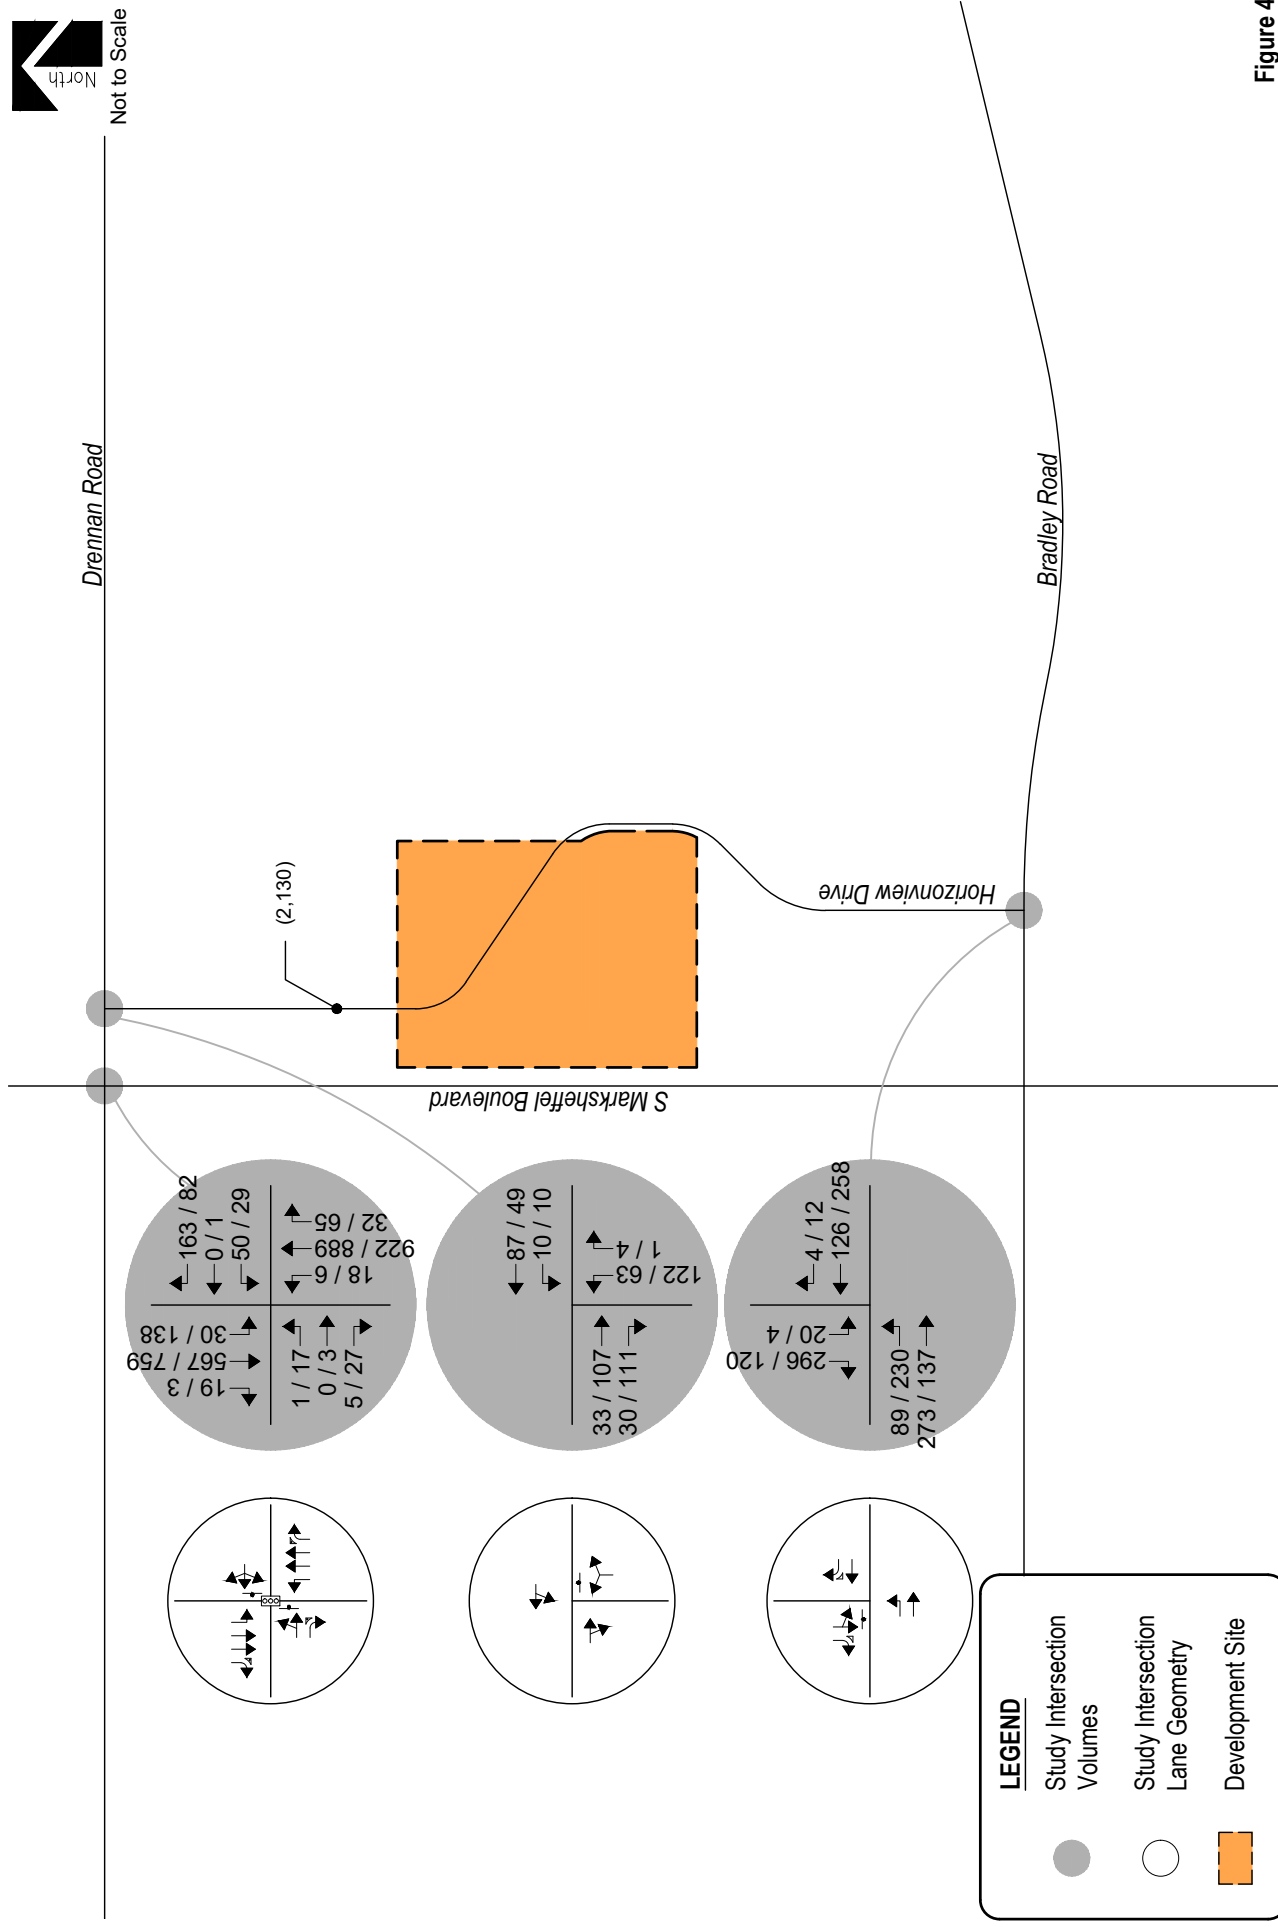 North
Not to Scale
Drennan Road
(2,130)
S Marksheffel Boulevard
Horizonview Drive
Bradley Road
163 / 82
0 / 1
50 / 29
30 / 138
567 / 759
19 / 3
32 / 65
922 / 889
18 / 6
1 / 17
0 / 3
5 / 27
87 / 49
10 / 10
1 / 4
122 / 63
33 / 107
30 / 111
4 / 12
126 / 258
20 / 4
296 / 120
89 / 230
273 / 137
LEGEND
Study Intersection
Volumes
Study Intersection
Lane Geometry
Development Site
Figure 4